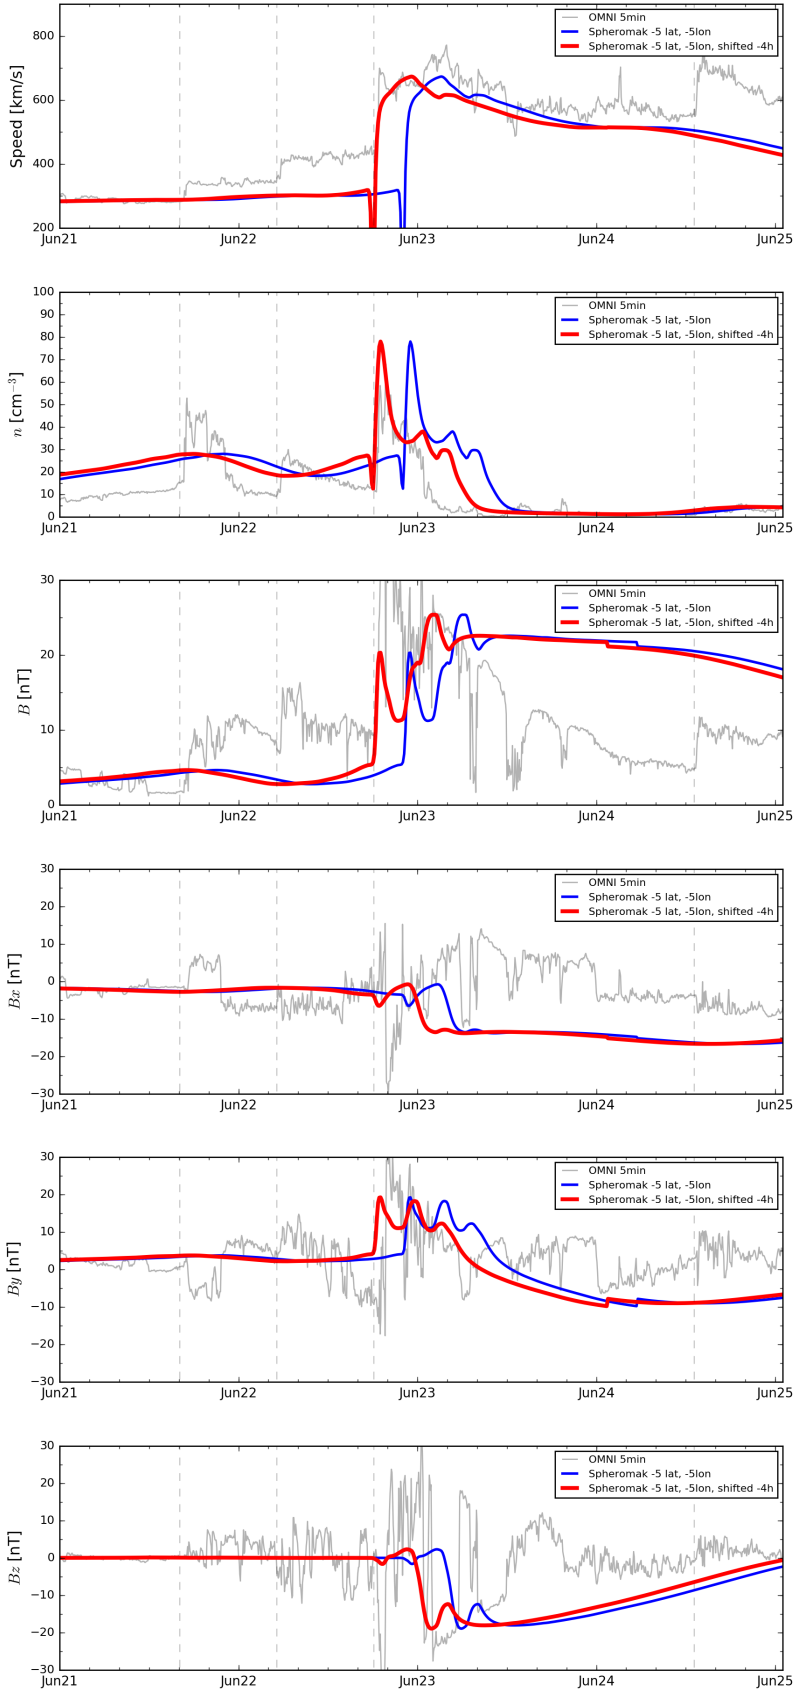 800
600
400
200
Speed [km/s]
OMNI 5min
Spheromak -5 lat, -5lon
Spheromak -5 lat, -5lon, shifted -4h
Jun21 Jun22 Jun23 Jun24 Jun25
100
90
80
70
60
50
40
30
20
10
0
n [cm⁻³]
OMNI 5min
Spheromak -5 lat, -5lon
Spheromak -5 lat, -5lon, shifted -4h
Jun21 Jun22 Jun23 Jun24 Jun25
30
20
10
0
B [nT]
OMNI 5min
Spheromak -5 lat, -5lon
Spheromak -5 lat, -5lon, shifted -4h
Jun21 Jun22 Jun23 Jun24 Jun25
30
20
10
0
−10
−20
−30
Bx [nT]
OMNI 5min
Spheromak -5 lat, -5lon
Spheromak -5 lat, -5lon, shifted -4h
Jun21 Jun22 Jun23 Jun24 Jun25
30
20
10
0
−10
−20
−30
By [nT]
OMNI 5min
Spheromak -5 lat, -5lon
Spheromak -5 lat, -5lon, shifted -4h
Jun21 Jun22 Jun23 Jun24 Jun25
30
20
10
0
−10
−20
−30
Bz [nT]
OMNI 5min
Spheromak -5 lat, -5lon
Spheromak -5 lat, -5lon, shifted -4h
Jun21 Jun22 Jun23 Jun24 Jun25